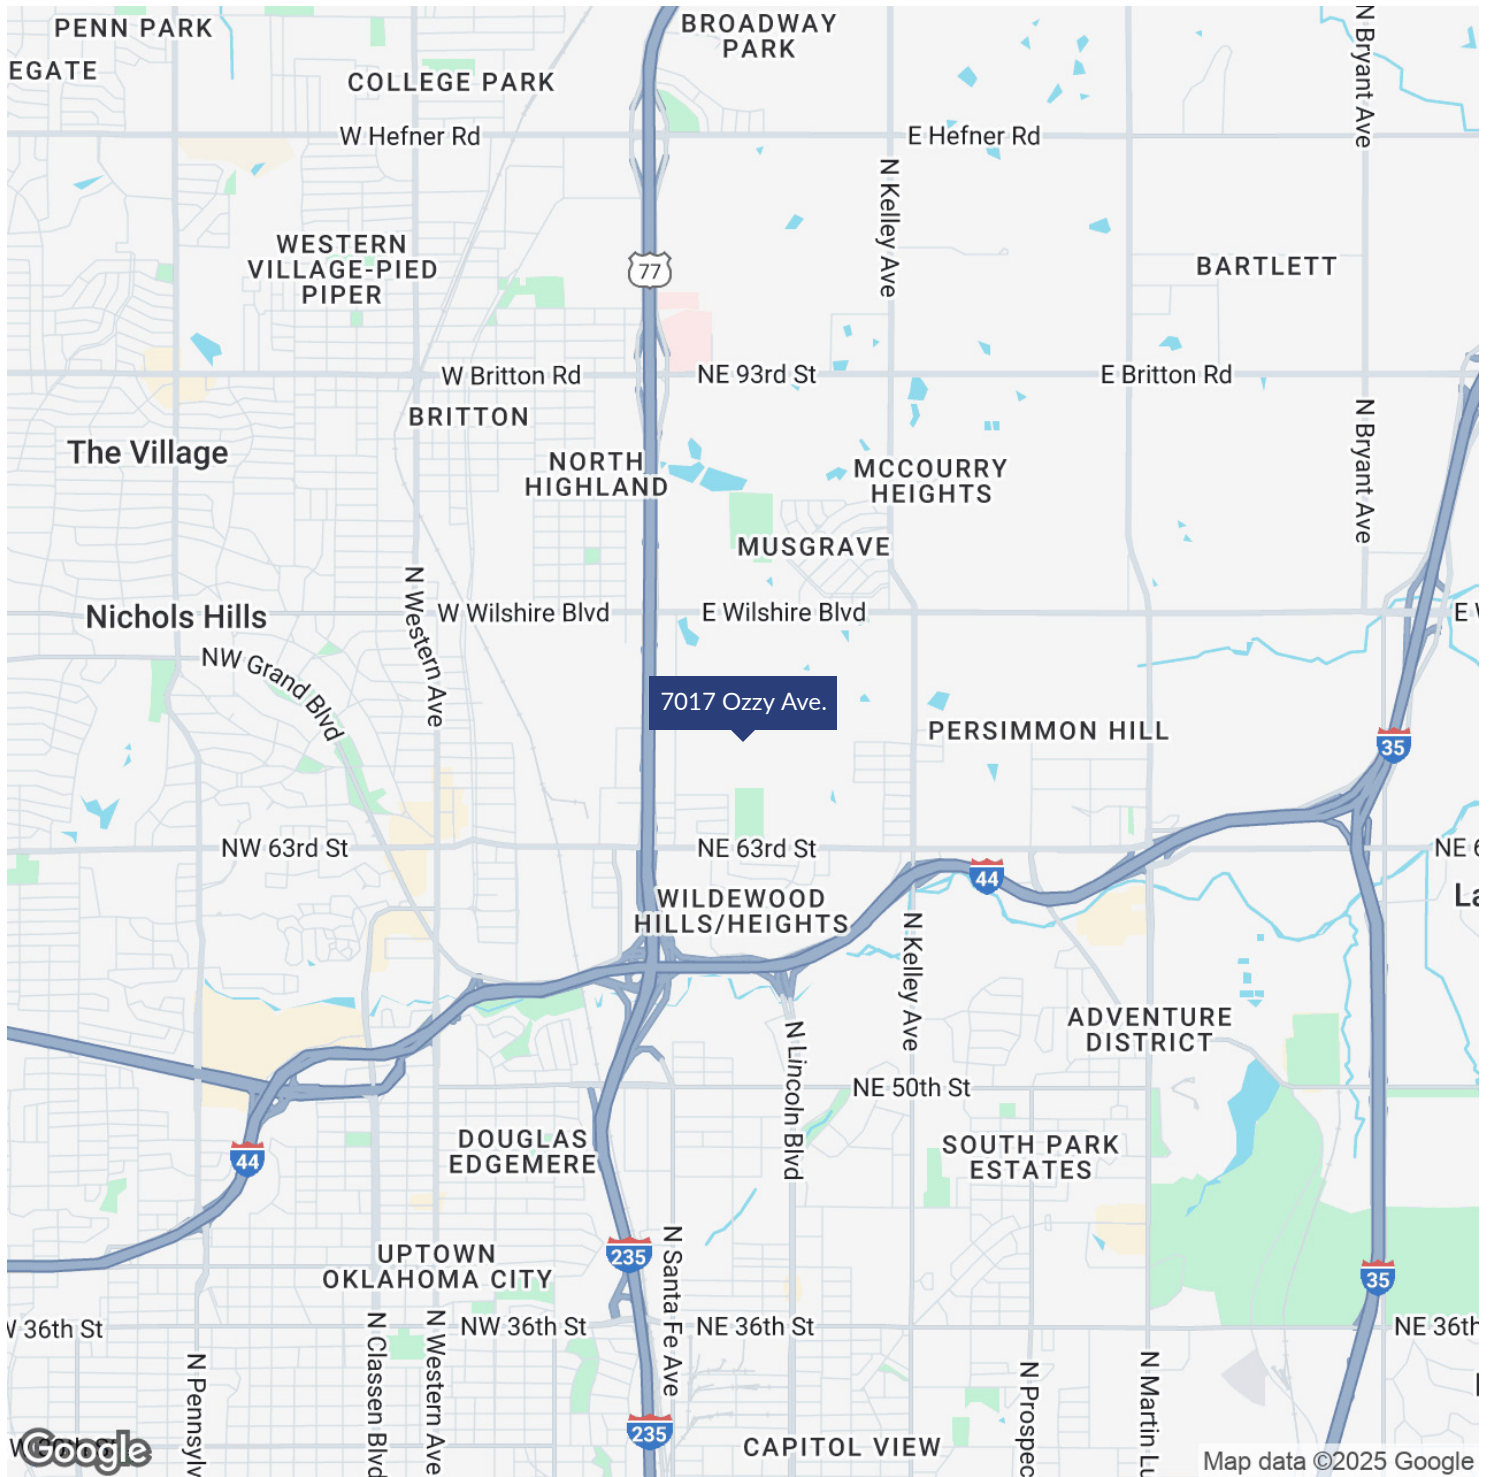 PENN PARK
BROADWAY
PARK
N Bryant Ave
EGATE
COLLEGE PARK
W Hefner Rd
E Hefner Rd
N Kelley Ave
WESTERN
VILLAGE-PIED
PIPER
77
BARTLETT
W Britton Rd
NE 93rd St
E Britton Rd
BRITTON
N Bryant Ave
The Village
NORTH
HIGHLAND
MCCOURRY
HEIGHTS
MUSGRAVE
N Western Ave
Nichols Hills
W Wilshire Blvd
E Wilshire Blvd
E W
NW Grand Blvd
7017 Ozzy Ave.
PERSIMMON HILL
35
NW 63rd St
NE 63rd St
NE 6
44
La
WILDEWOOD
HILLS/HEIGHTS
N Kelley Ave
ADVENTURE
DISTRICT
N Lincoln Blvd
NE 50th St
DOUGLAS
EDGEMERE
SOUTH PARK
ESTATES
44
UPTOWN
OKLAHOMA CITY
235
N Santa Fe Ave
35
W 36th St
NW 36th St
NE 36th
N Classen Blvd
N Western Ave
N Pennsylv
N Prospec
N Martin Lu
235
CAPITOL VIEW
Google
Map data ©2025 Google